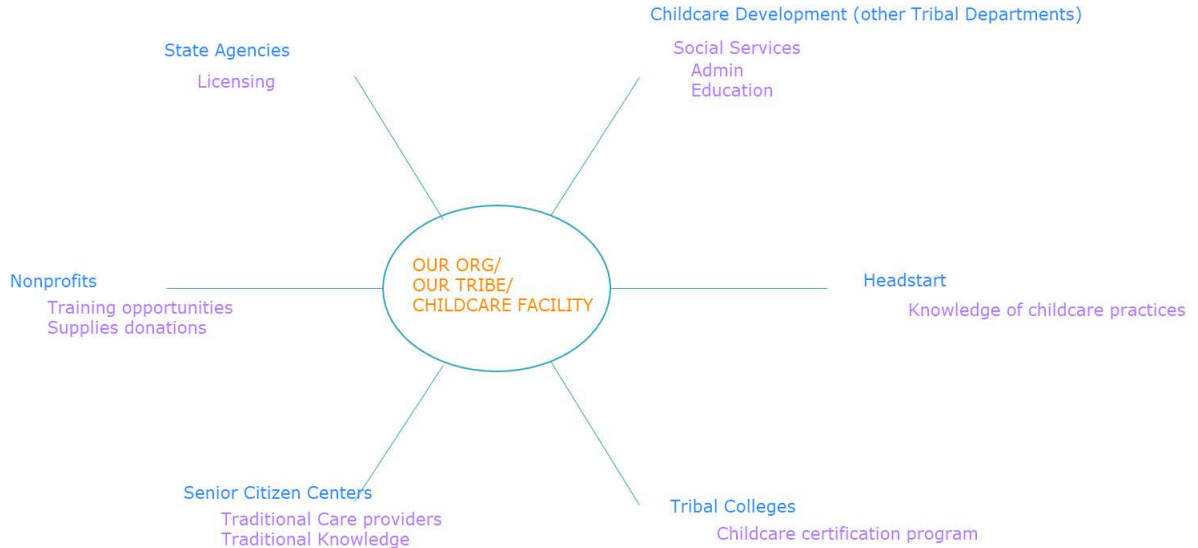 Childcare Development (other Tribal Departments)
Social Services
Admin
Education
State Agencies
Licensing
OUR ORG/
OUR TRIBE/
CHILDCARE FACILITY
Nonprofits
Training opportunities
Supplies donations
Headstart
Knowledge of childcare practices
Senior Citizen Centers
Traditional Care providers
Traditional Knowledge
Tribal Colleges
Childcare certification program